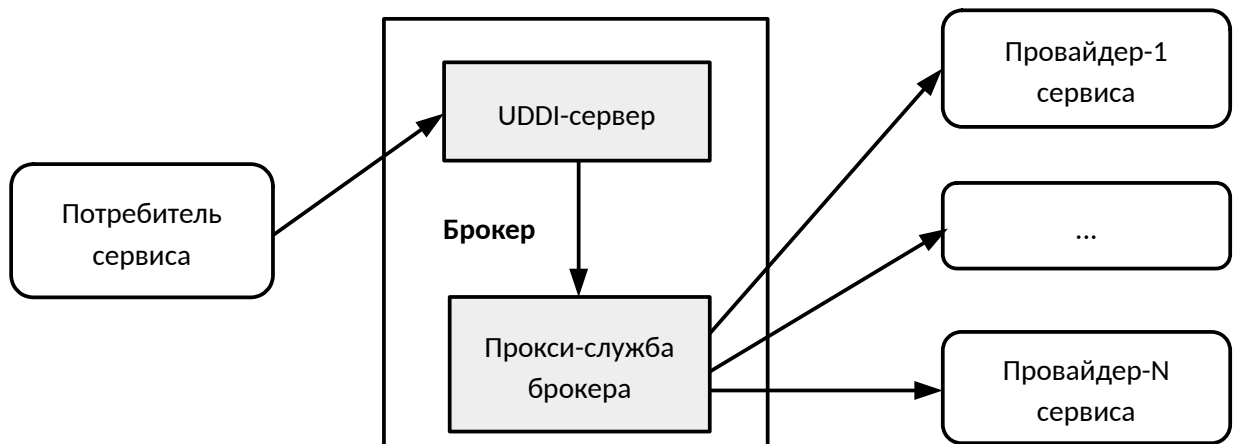 Потребитель
сервиса
UDDI-сервер
Брокер
Прокси-служба
брокера
Провайдер-1
сервиса
...
Провайдер-N
сервиса